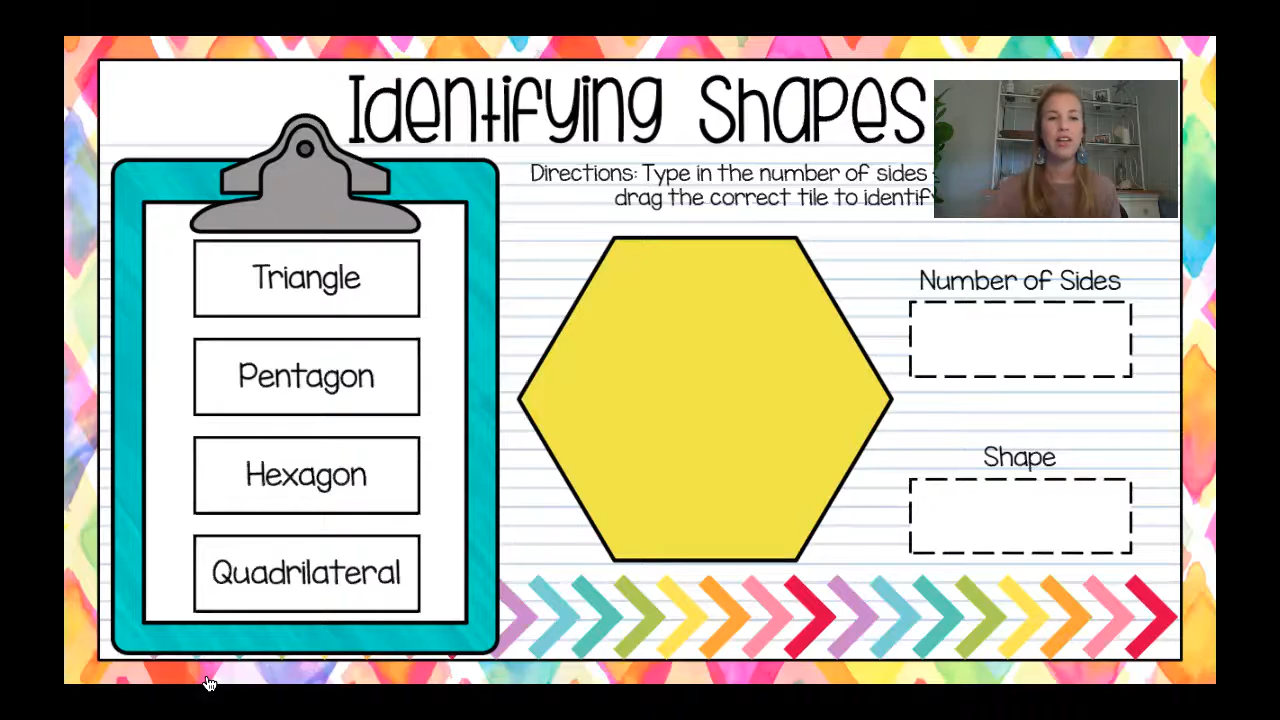 Identifying Shapes
Directions: Type in the number of sides
drag the correct tile to identify
Triangle
Pentagon
Hexagon
Quadrilateral
Number of Sides
Shape